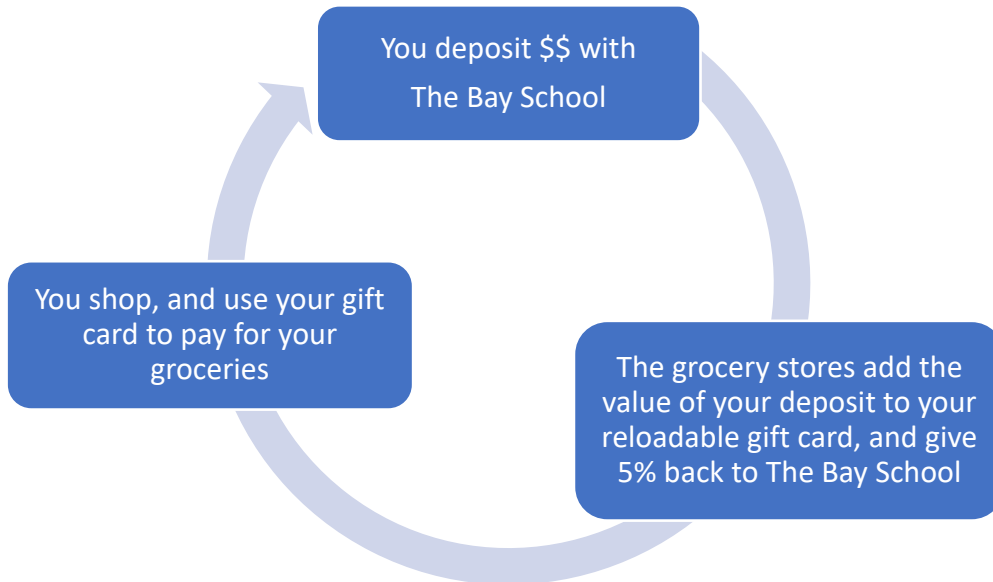 You deposit $$ with
The Bay School
The grocery stores add the
value of your deposit to your
reloadable gift card, and give
5% back to The Bay School
You shop, and use your gift
card to pay for your
groceries